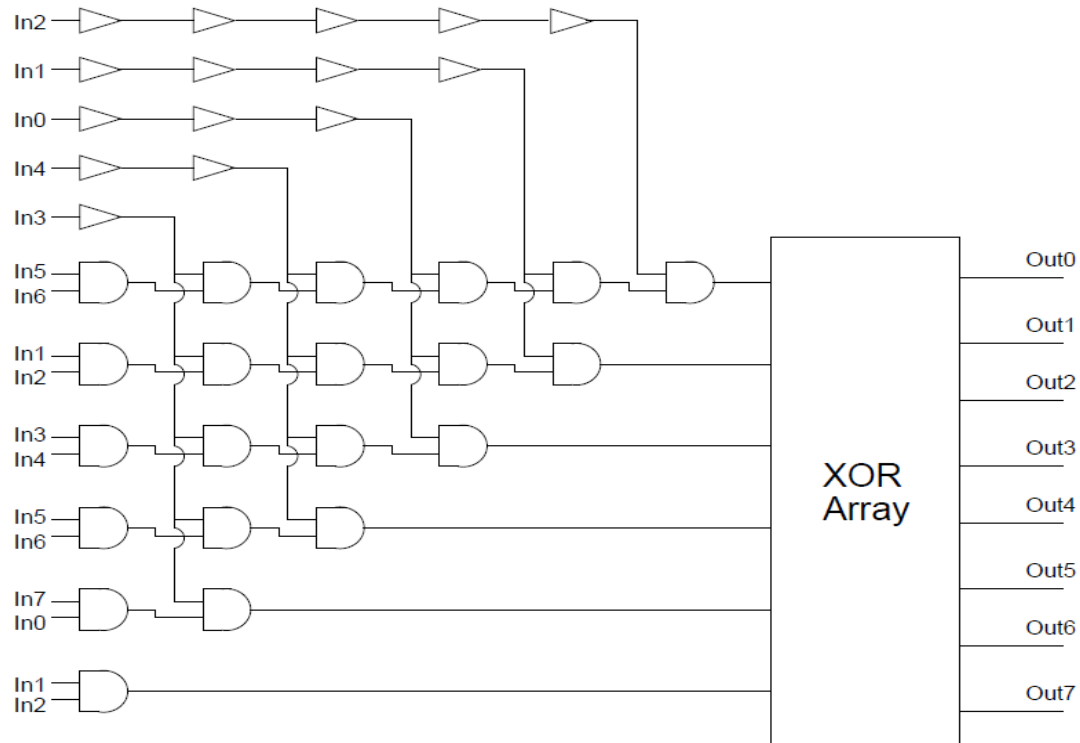 In2
In1
In0
In4
In3
In5
In6
In1
In2
In3
In4
In5
In6
In7
In0
In1
In2
XOR
Array
Out0
Out1
Out2
Out3
Out4
Out5
Out6
Out7